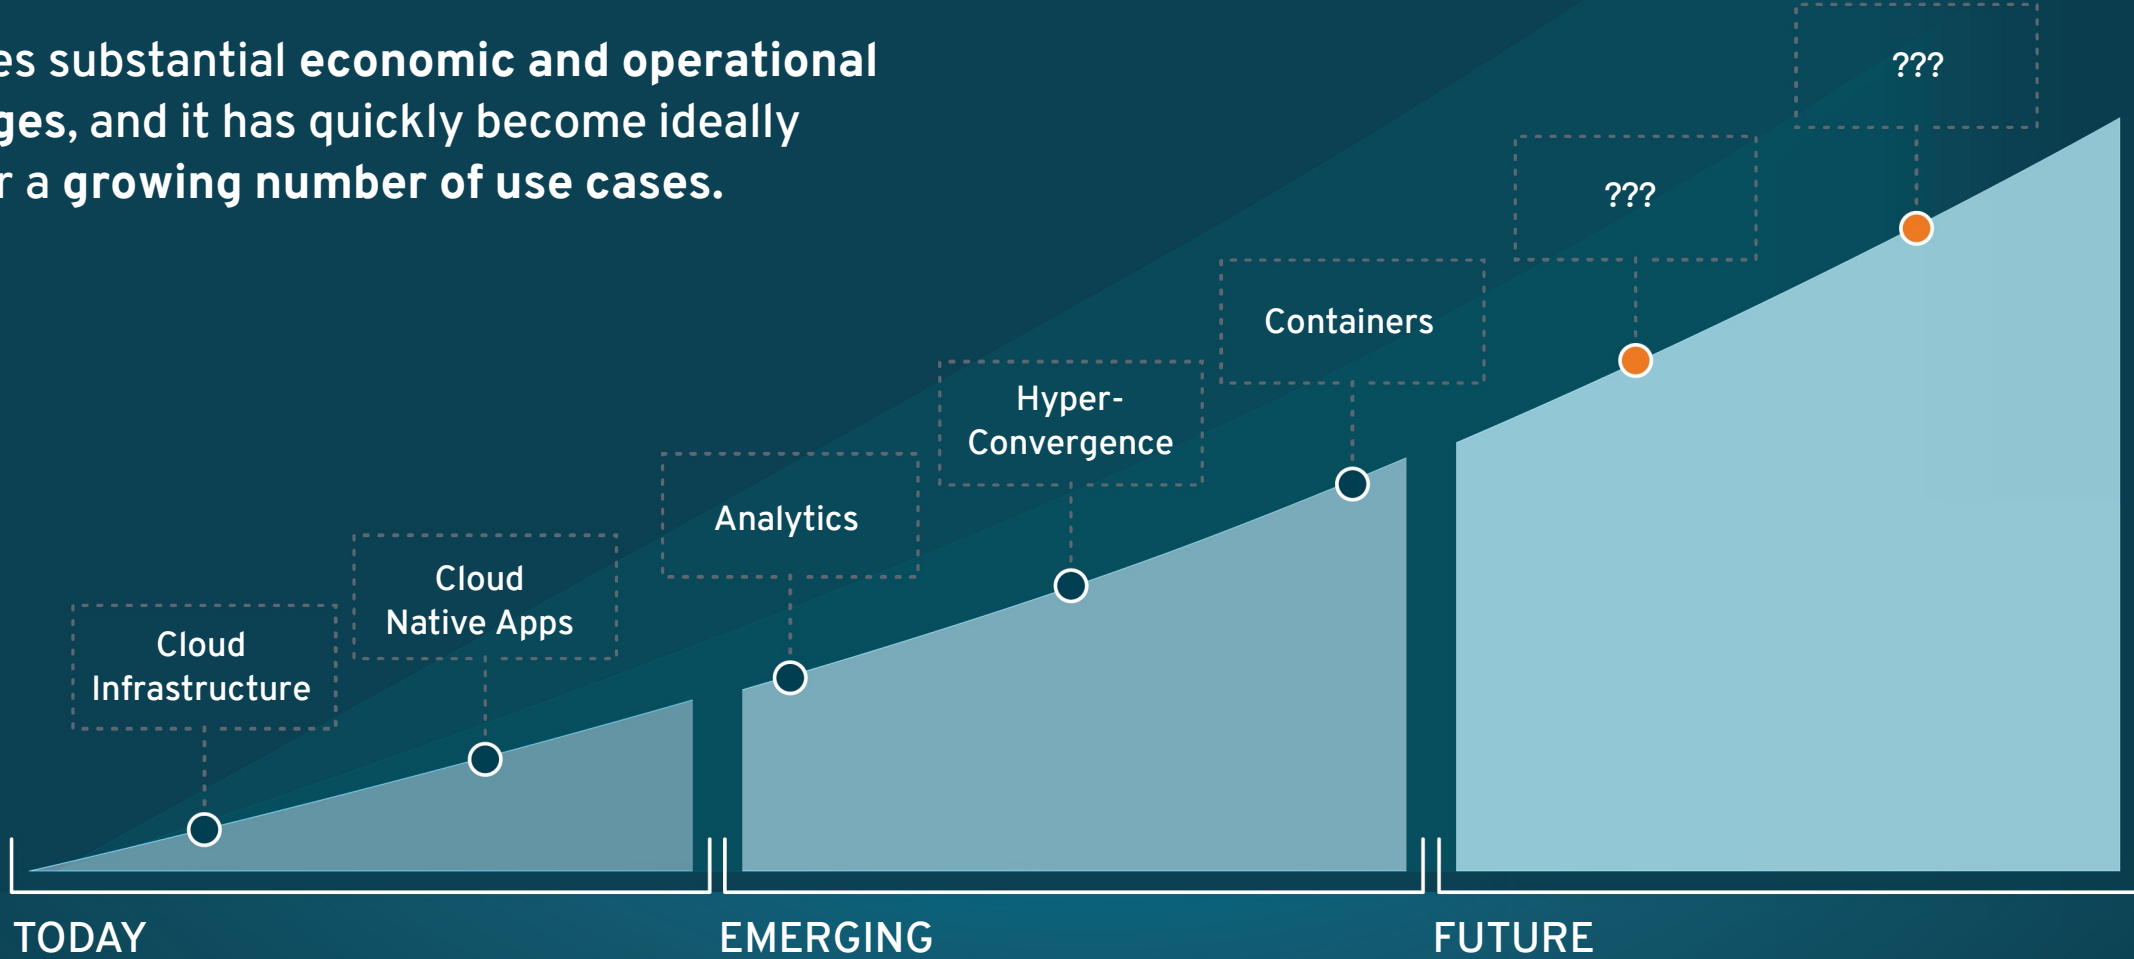 es substantial economic and operational
ges, and it has quickly become ideally
r a growing number of use cases.
???
???
Containers
Hyper-
Convergence
Analytics
Cloud
Native Apps
Cloud
Infrastructure
TODAY
EMERGING
FUTURE